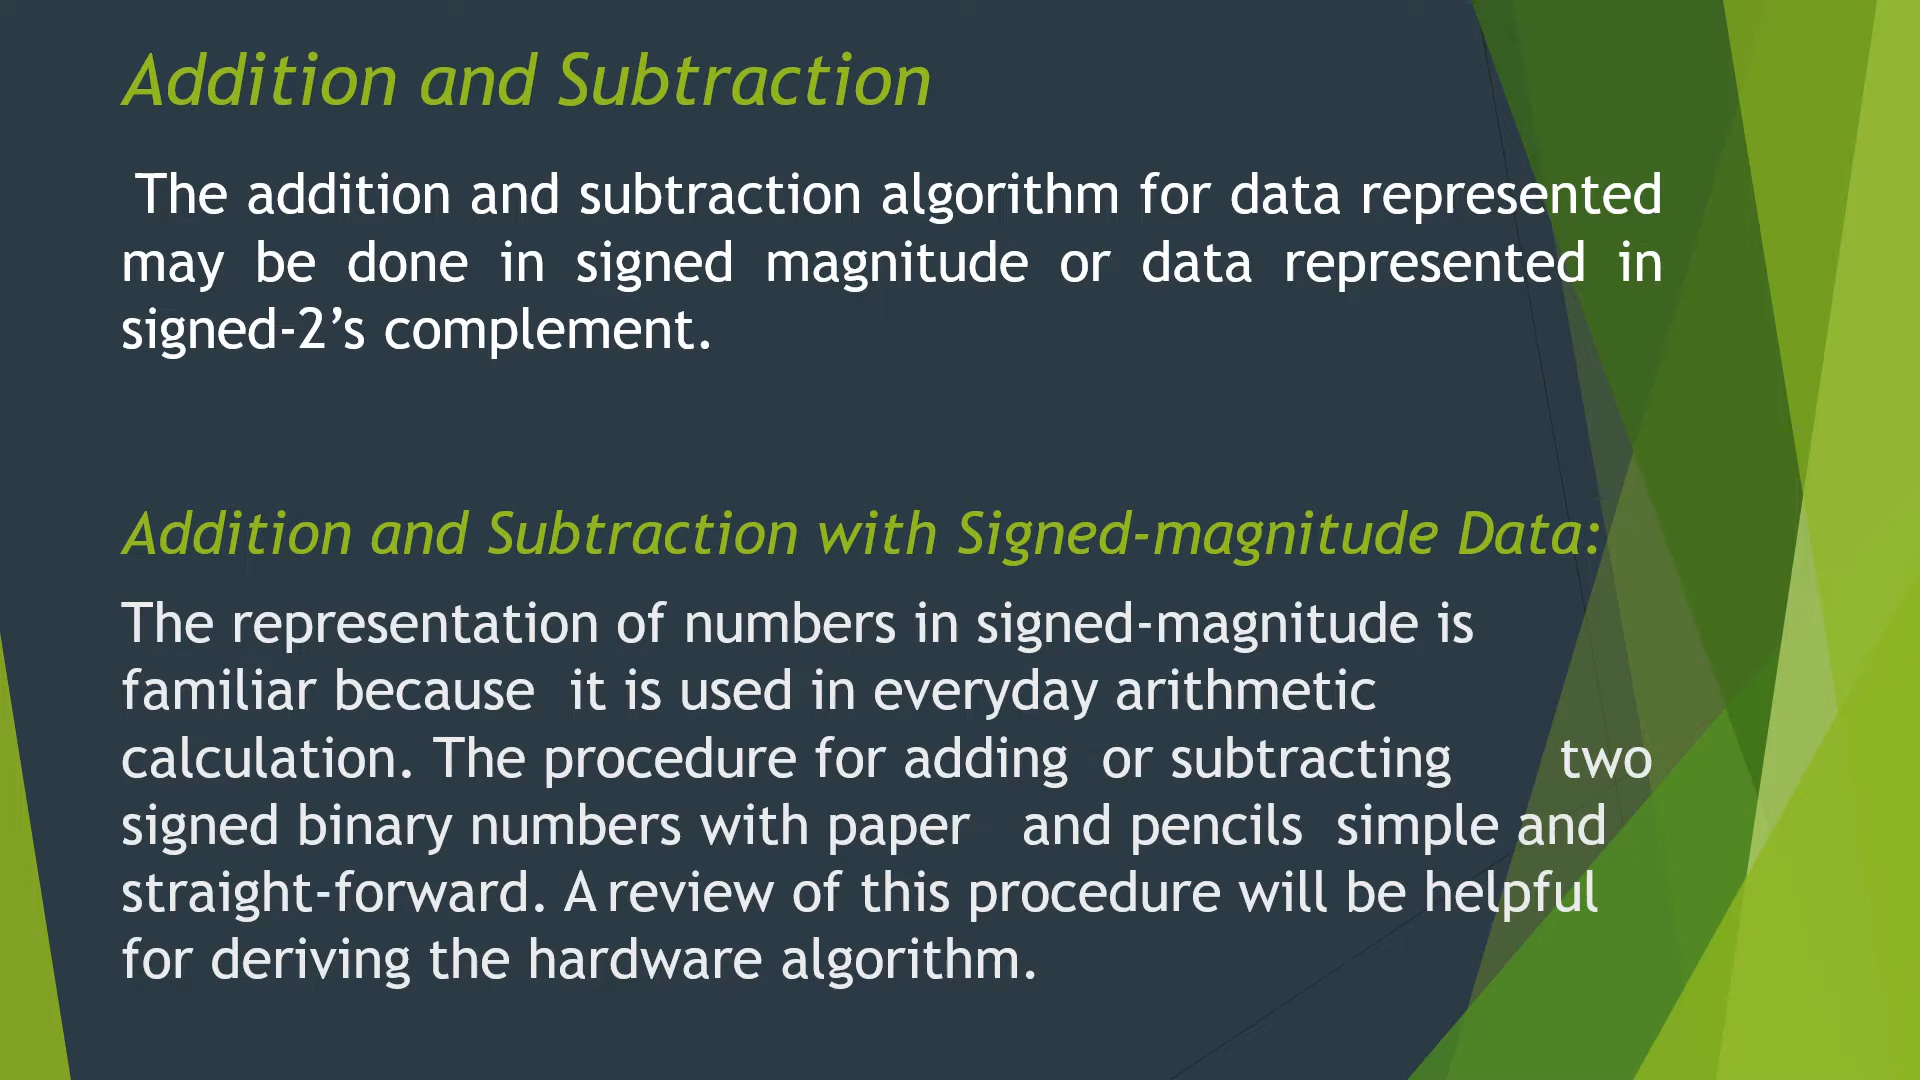 Addition and Subtraction
The addition and subtraction algorithm for data represented
may be done in signed magnitude or data represented in
signed-2’s complement.
Addition and Subtraction with Signed-magnitude Data:
The representation of numbers in signed-magnitude is
familiar because it is used in everyday arithmetic
calculation. The procedure for adding or subtracting two
signed binary numbers with paper and pencils simple and
straight-forward. A review of this procedure will be helpful
for deriving the hardware algorithm.